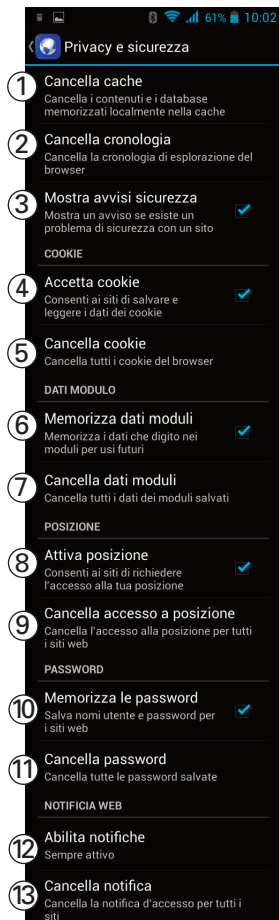 61% 10:02
Privacy e sicurezza
1 Cancella cache
Cancella i contenuti e i database
memorizzati localmente nella cache
2 Cancella cronologia
Cancella la cronologia di esplorazione del
browser
3 Mostra avvisi sicurezza
Mostra un avviso se esiste un
problema di sicurezza con un sito
COOKIE
4 Accetta cookie
Consenti ai siti di salvare e
leggere i dati dei cookie
5 Cancella cookie
Cancella tutti i cookie del browser
DATI MODULO
6 Memorizza dati moduli
Memorizza i dati che digito nei
moduli per usi futuri
7 Cancella dati moduli
Cancella tutti i dati dei moduli salvati
POSIZIONE
8 Attiva posizione
Consenti ai siti di richiedere
l'accesso alla tua posizione
9 Cancella accesso a posizione
Cancella l'accesso alla posizione per tutti
i siti web
PASSWORD
10 Memorizza le password
Salva nomi utente e password per
i siti web
11 Cancella password
Cancella tutte le password salvate
NOTIFICIA WEB
12 Abilita notifiche
Sempre attivo
13 Cancella notifica
Cancella la notifica d'accesso per tutti i
siti